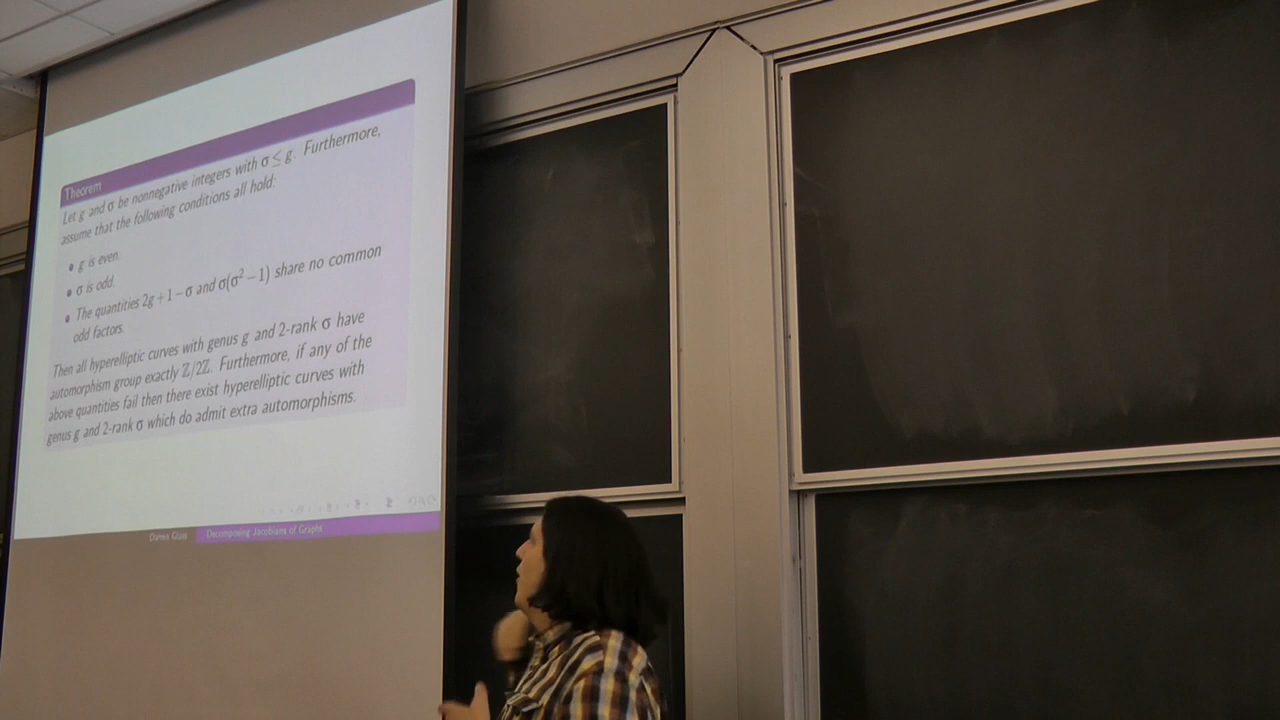 Theorem
Let g and σ be nonnegative integers with σ ≤ g. Furthermore,
assume that the following conditions all hold:
• g is even.
• σ is odd.
• The quantities 2g + 1 − σ and σ(σ² − 1) share no common
odd factors.
Then all hyperelliptic curves with genus g and 2-rank σ have
automorphism group exactly ℤ/2ℤ. Furthermore, if any of the
above quantities fail then there exist hyperelliptic curves with
genus g and 2-rank σ which do admit extra automorphisms.
Darren Glass Decomposing Jacobians of Graphs